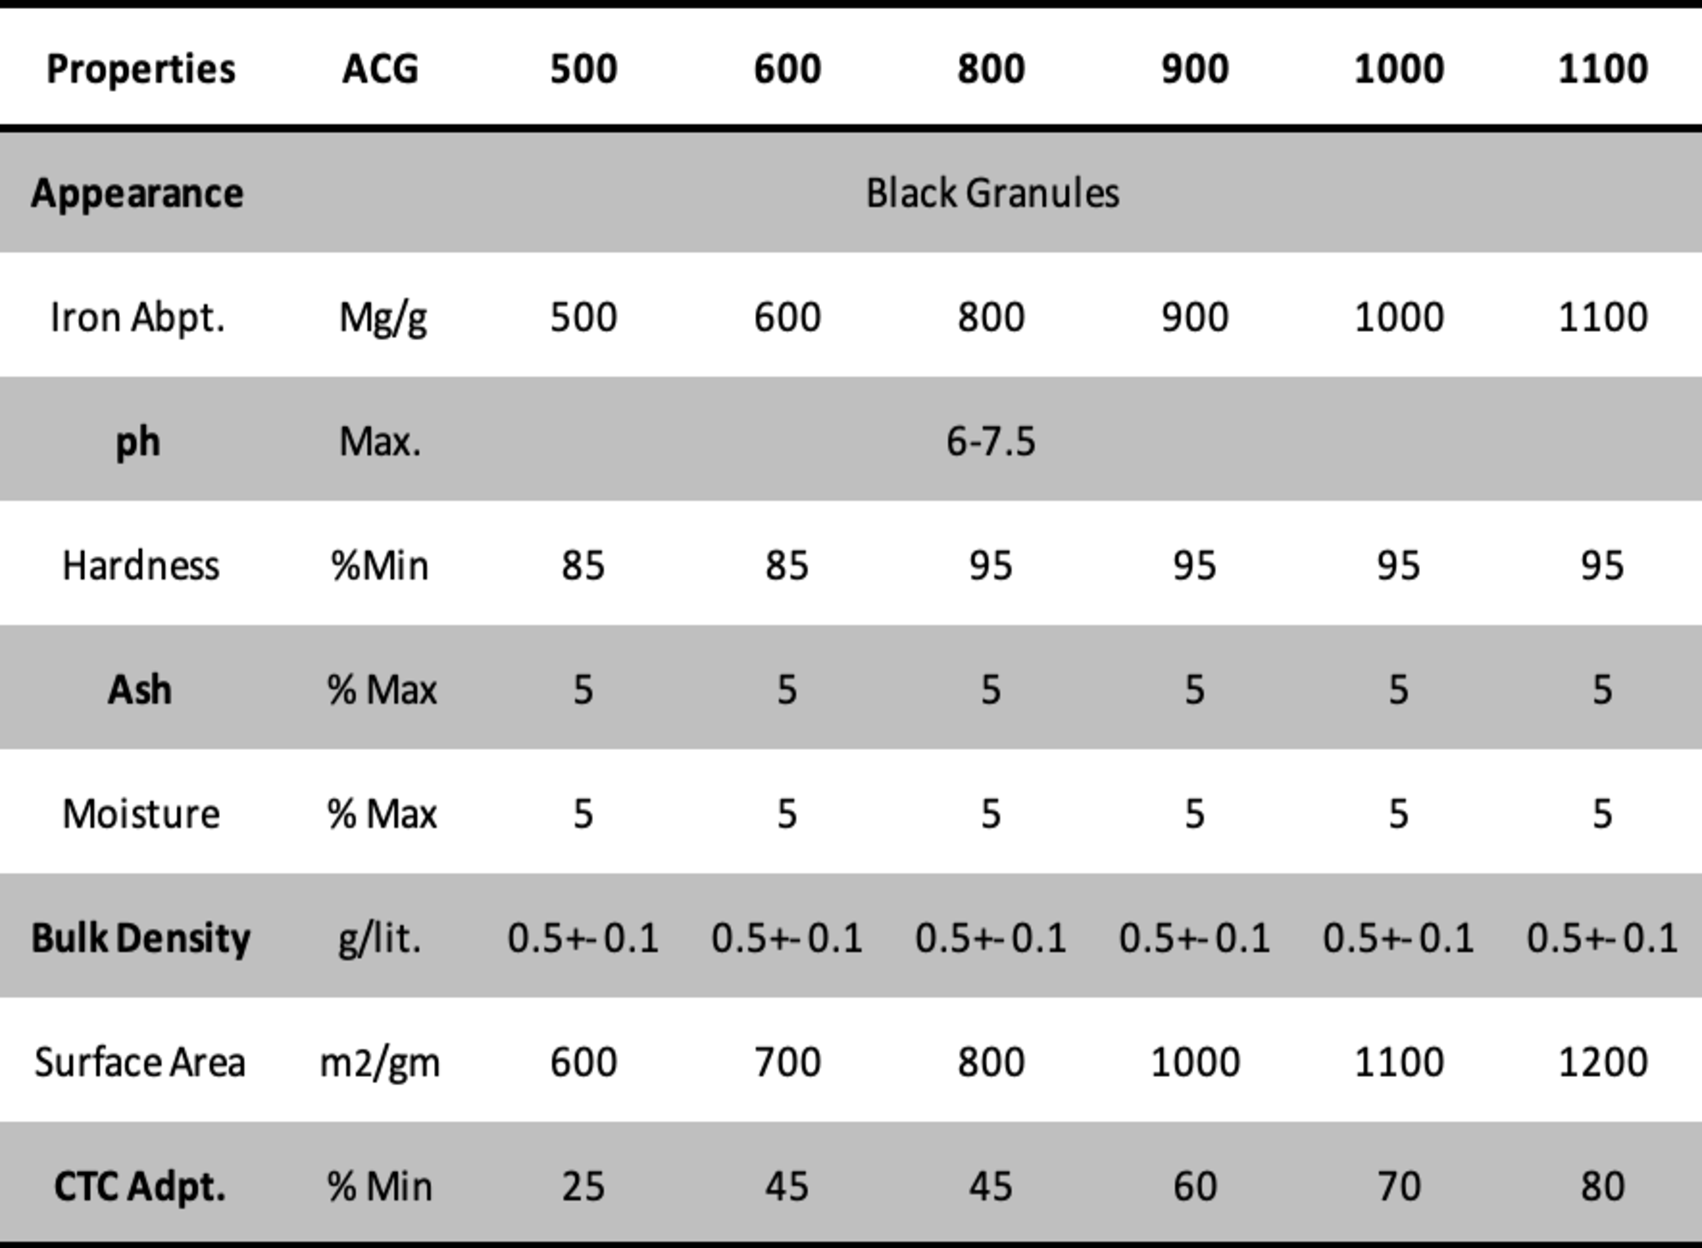 Properties ACG 500 600 800 900 1000 1100
Appearance Black Granules
Iron Abpt. Mg/g 500 600 800 900 1000 1100
ph Max. 6-7.5
Hardness %Min 85 85 95 95 95 95
Ash % Max 5 5 5 5 5 5
Moisture % Max 5 5 5 5 5 5
Bulk Density g/lit. 0.5+-0.1 0.5+-0.1 0.5+-0.1 0.5+-0.1 0.5+-0.1 0.5+-0.1
Surface Area m2/gm 600 700 800 1000 1100 1200
CTC Adpt. % Min 25 45 45 60 70 80